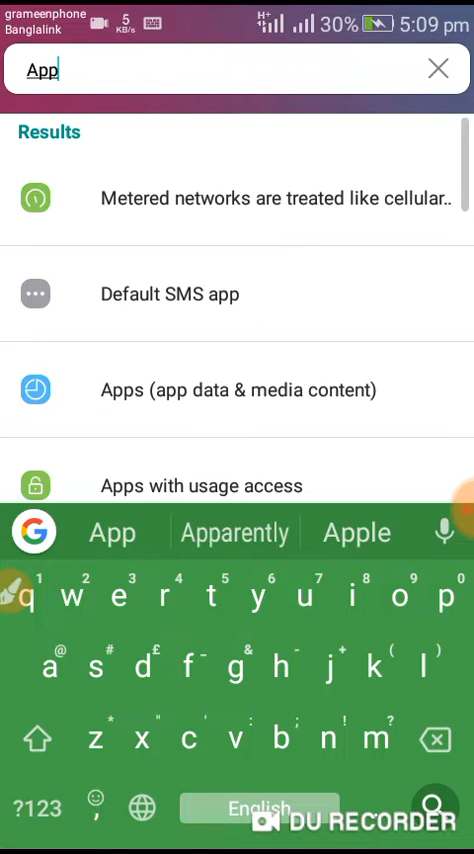 grameenphone
Banglalink
5
KB/s
H+
30%
5:09 pm
App
Results
Metered networks are treated like cellular..
Default SMS app
Apps (app data & media content)
Apps with usage access
G App Apparently Apple
1 2 3 4 5 6 7 8 9 0
q w e r t y u i o p
@ # £ _ & - + ( )
a s d f g h j k l
* " ' : ; ! ?
z x c v b n m
?123 , English
DU RECORDER